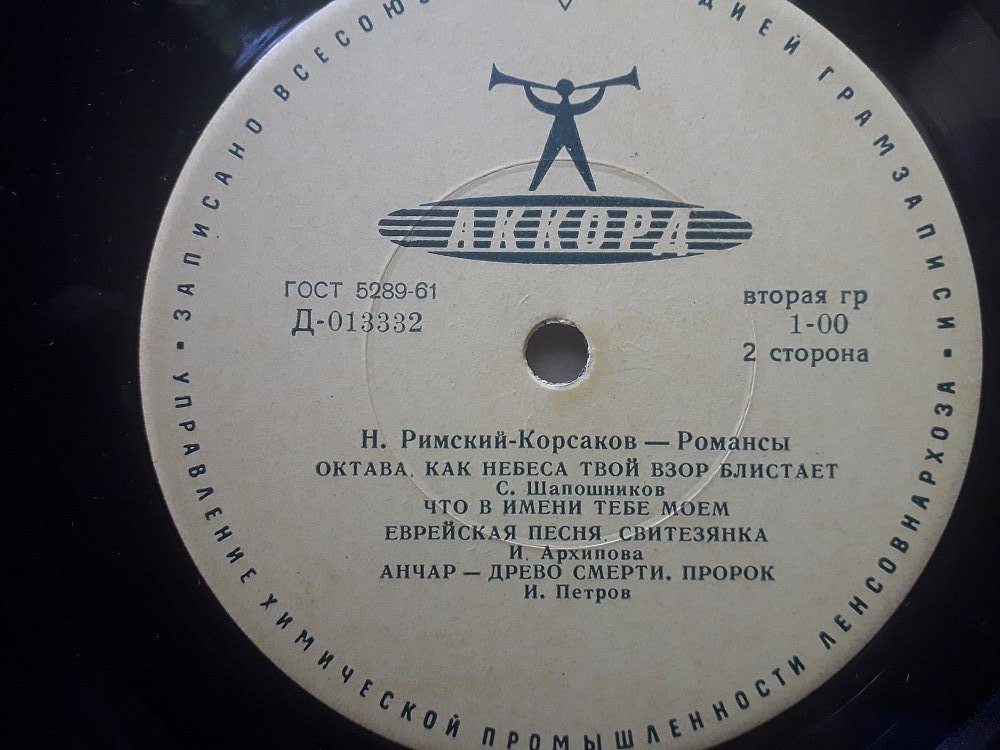 ЗАПИСАНО ГРАМЗАПИСИ
АККОРД
ГОСТ 5289-61
Д-013332
вторая гр
1-00
2 сторона
Н. Римский-Корсаков — Романсы
ОКТАВА. КАК НЕБЕСА ТВОЙ ВЗОР БЛИСТАЕТ
С. Шапошников
ЧТО В ИМЕНИ ТЕБЕ МОЕМ
ЕВРЕЙСКАЯ ПЕСНЯ. СВИТЕЗЯНКА
И. Архипова
АНЧАР — ДРЕВО СМЕРТИ. ПРОРОК
И. Петров
УПРАВЛЕНИЕ ХИМИЧЕСКОЙ ПРОМЫШЛЕННОСТИ ЛЕНСОВНАРХОЗА